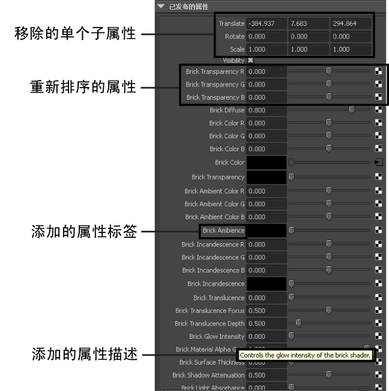 已发布的属性
移除的单个子属性
Translate -384.937 7.683 294.864
Rotate 0.000 0.000 0.000
Scale 1.000 1.000 1.000
Visibility
重新排序的属性
Brick Transparency R 0.000
Brick Transparency G 0.000
Brick Transparency B 0.000
Brick Diffuse 0.800
Brick Color R 0.000
Brick Color G 0.000
Brick Color B 0.000
Brick Color
Brick Transparency
Brick Ambient Color R 0.000
Brick Ambient Color G 0.000
Brick Ambient Color B 0.000
添加的属性标签
Brick Ambience
Brick Incandescence R 0.000
Brick Incandescence G 0.000
Brick Incandescence B 0.000
Brick Incandescence
Brick Translucence 0.000
Brick Translucence Focus 0.500
Brick Translucence Depth 0.500
Brick Glow Intensity 0.000
添加的属性描述
Brick Material Alpha
Controls the glow intensity of the brick shader.
Brick Surface Thickness
Brick Shadow Attenuation 0.500
Brick Light Absorbance